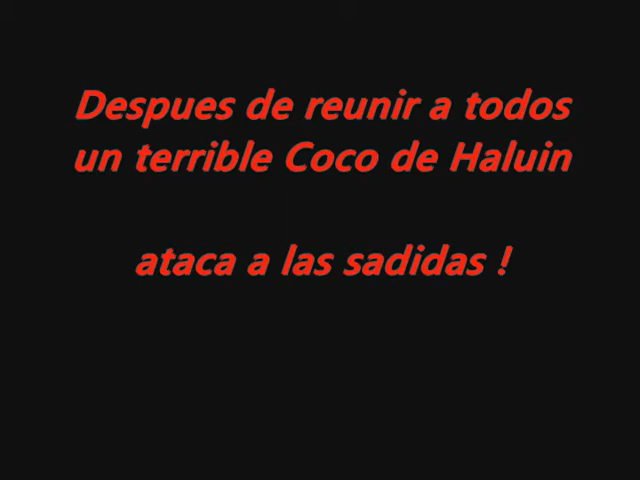 Despues de reunir a todos
un terrible Coco de Haluin
ataca a las sadidas !